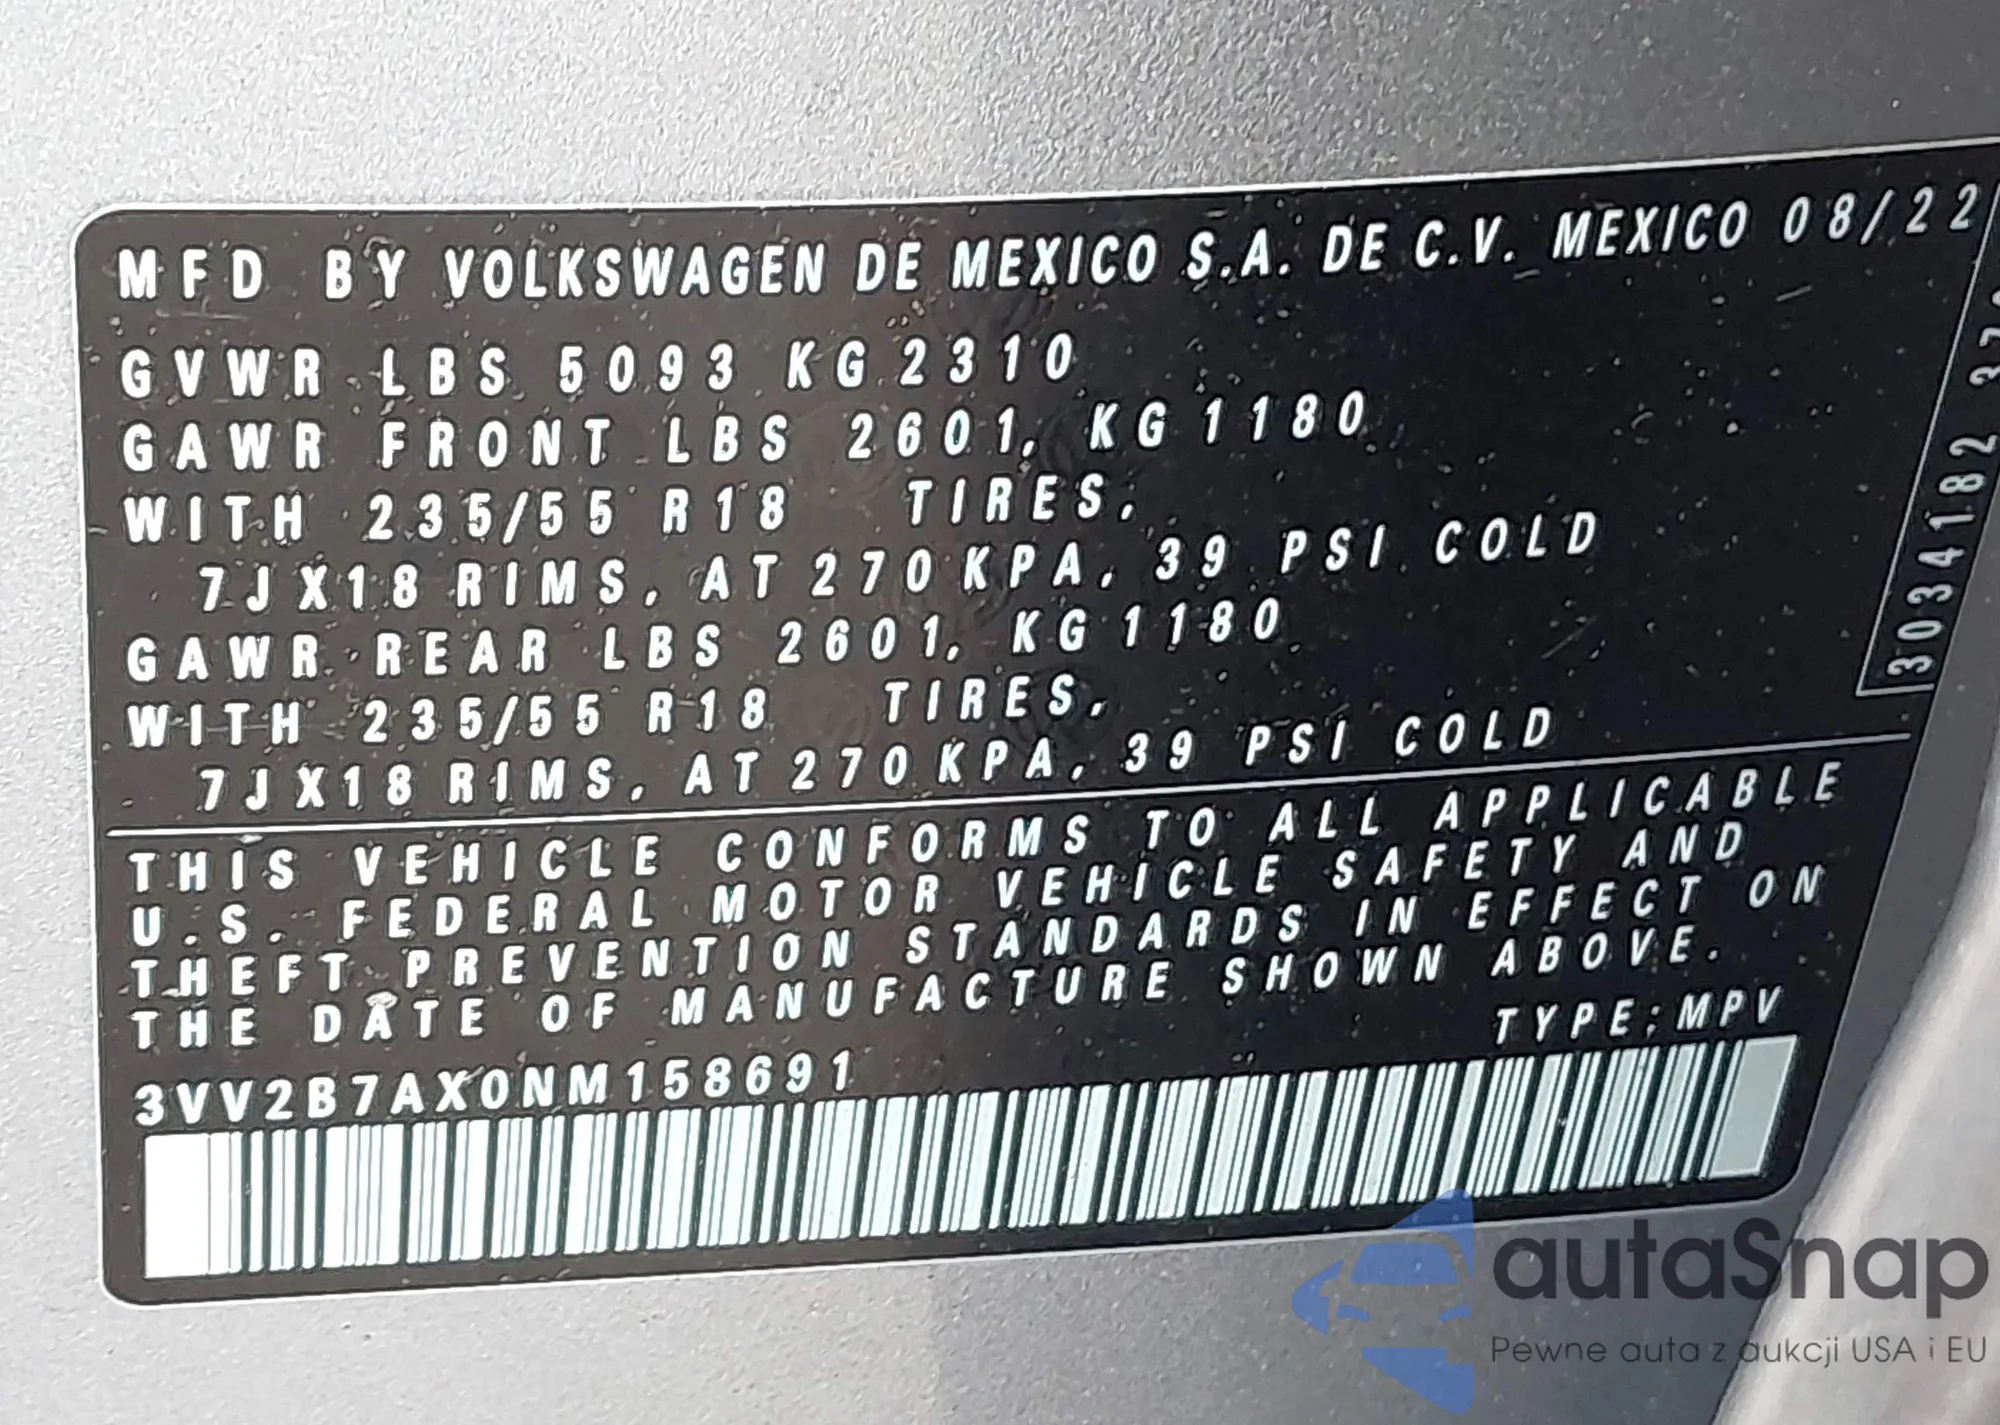 MFD BY VOLKSWAGEN DE MEXICO S.A. DE C.V. MEXICO 08/22
GVWR LBS 5093 KG 2310
GAWR FRONT LBS 2601, KG 1180
WITH 235/55 R18 TIRES,
7JX18 RIMS, AT 270 KPA, 39 PSI COLD
GAWR REAR LBS 2601, KG 1180
WITH 235/55 R18 TIRES,
7JX18 RIMS, AT 270 KPA, 39 PSI COLD
3034182
THIS VEHICLE CONFORMS TO ALL APPLICABLE
U.S. FEDERAL MOTOR VEHICLE SAFETY AND
THEFT PREVENTION STANDARDS IN EFFECT ON
THE DATE OF MANUFACTURE SHOWN ABOVE.
TYPE: MPV
3VV2B7AX0NM158691
autaSnap
Pewne auta z aukcji USA i EU